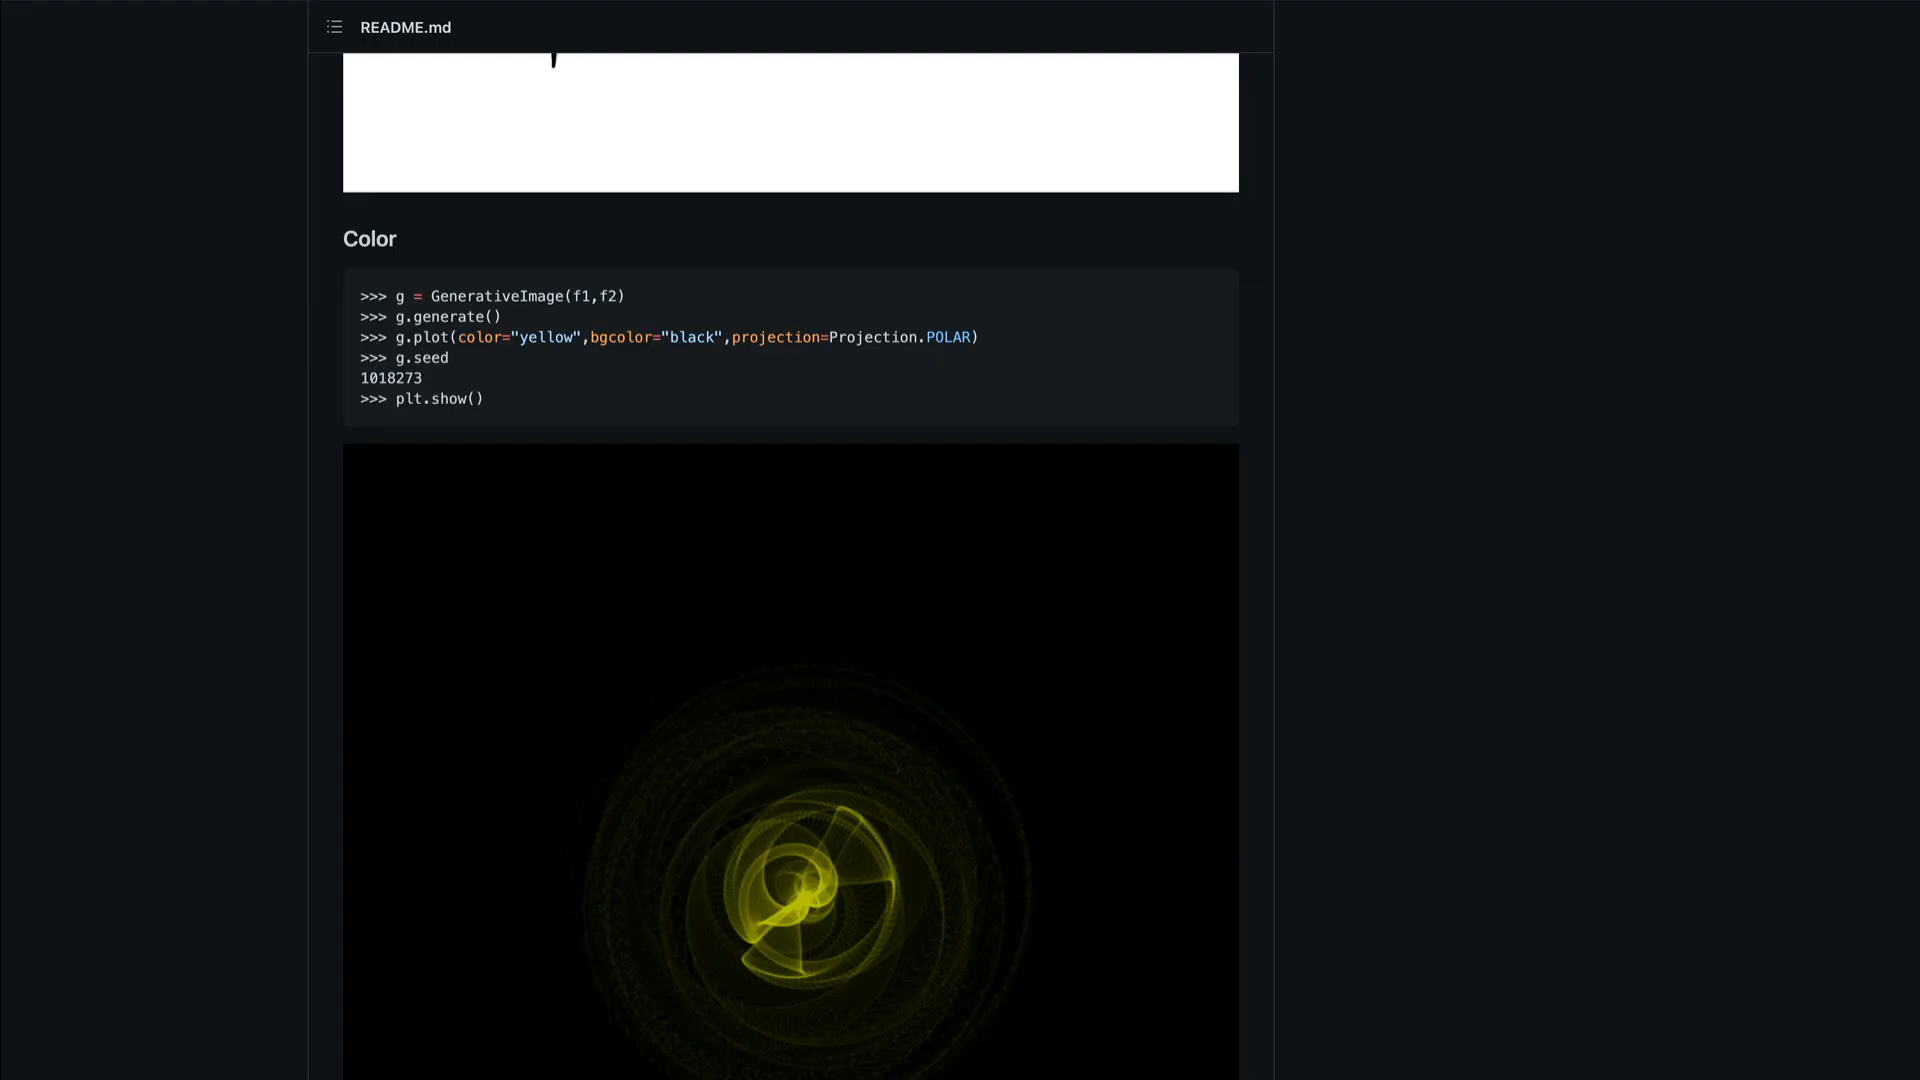 README.md
Color
>>> g = GenerativeImage(f1,f2)
>>> g.generate()
>>> g.plot(color="yellow",bgcolor="black",projection=Projection.POLAR)
>>> g.seed
1018273
>>> plt.show()